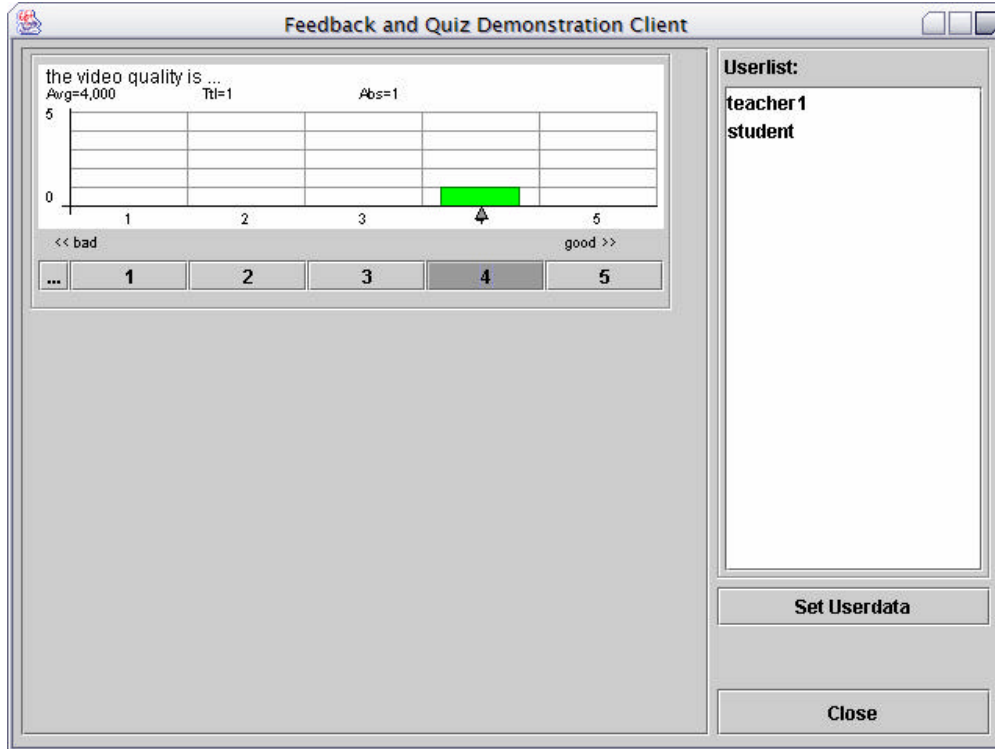 Feedback and Quiz Demonstration Client
the video quality is ...
Avg=4,000 Ttl=1 Abs=1
5
0
1 2 3 4 5
<< bad good >>
... 1 2 3 4 5
Userlist:
teacher1
student
Set Userdata
Close